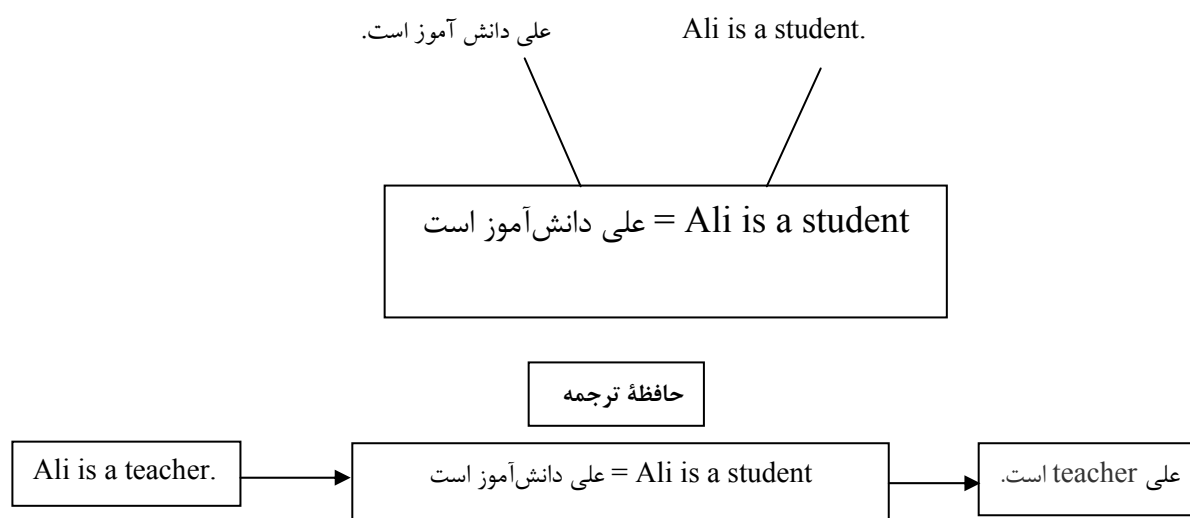 علی دانش آموز است.
Ali is a student.
علی دانش‌آموز است = Ali is a student
حافظۀ ترجمه
Ali is a teacher.
علی دانش‌آموز است = Ali is a student
علی teacher است.